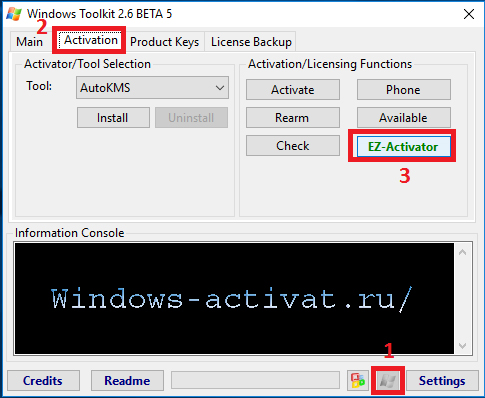 Windows Toolkit 2.6 BETA 5
2
Main Activation Product Keys License Backup
Activator/Tool Selection
Tool: AutoKMS
Install Uninstall
Activation/Licensing Functions
Activate Phone
Rearm Available
Check EZ-Activator
3
Information Console
Windows-activat.ru/
1
Credits Readme Settings